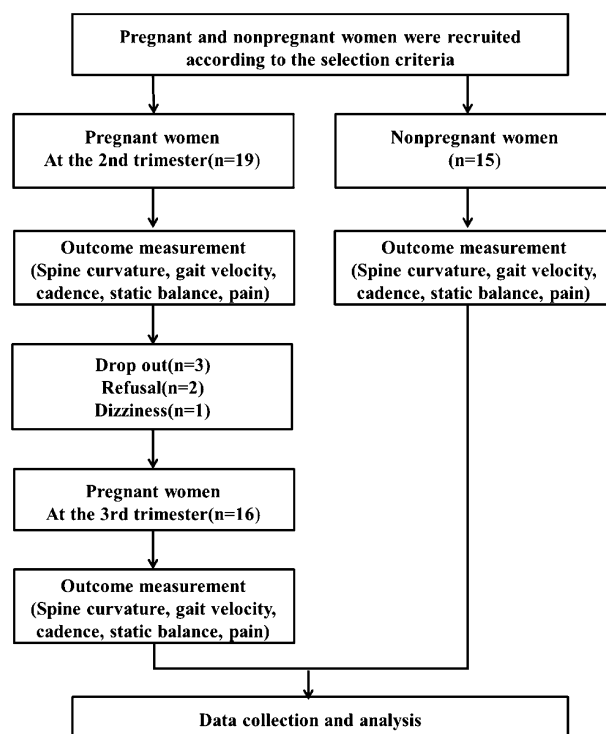 Pregnant and nonpregnant women were recruited
according to the selection criteria
Pregnant women
At the 2nd trimester(n=19)
Nonpregnant women
(n=15)
Outcome measurement
(Spine curvature, gait velocity,
cadence, static balance, pain)
Outcome measurement
(Spine curvature, gait velocity,
cadence, static balance, pain)
Drop out(n=3)
Refusal(n=2)
Dizziness(n=1)
Pregnant women
At the 3rd trimester(n=16)
Outcome measurement
(Spine curvature, gait velocity,
cadence, static balance, pain)
Data collection and analysis